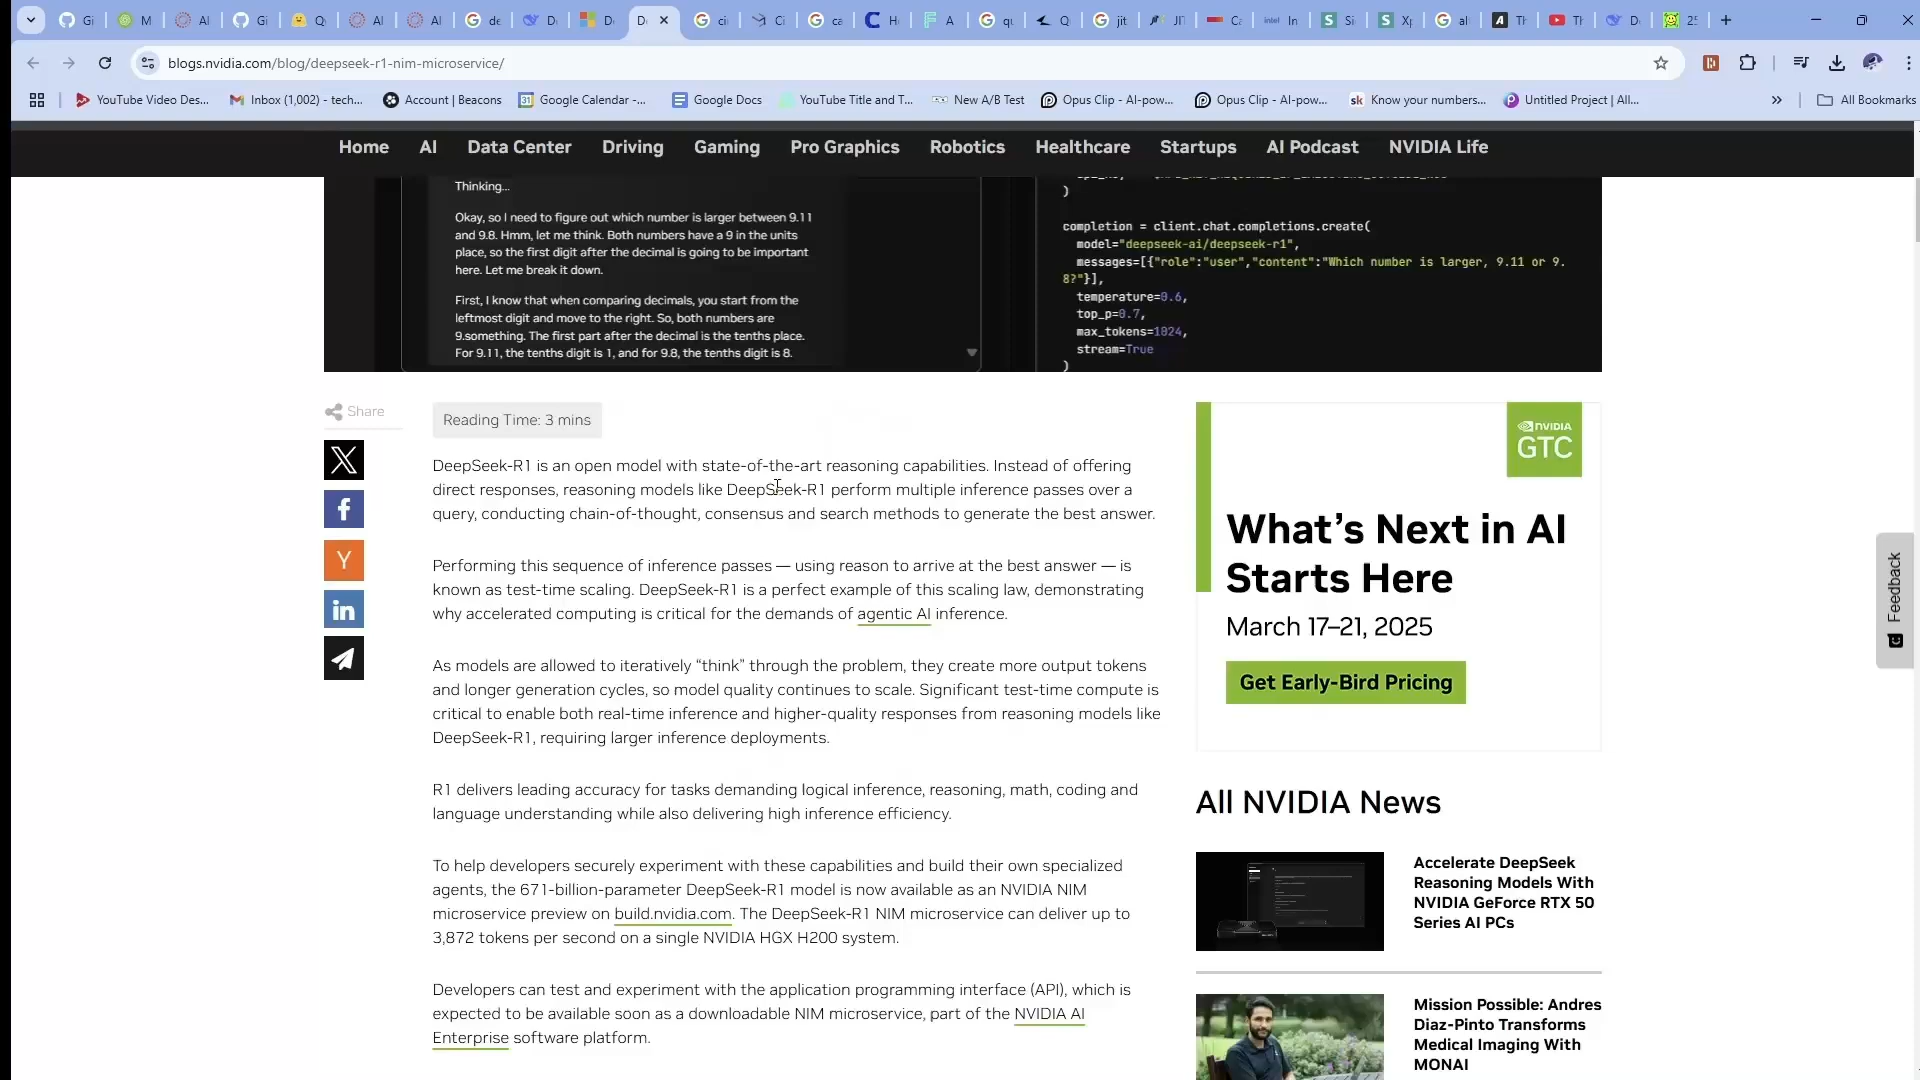 Gi
M
AI
Gi
Q
AI
AI
de
D
ci
Ci
ca
H
A
qu
Q
jit
JI
Ca
intel
In
S
Si
S
X
al
A
Th
Th
D
25
blogs.nvidia.com/blog/deepseek-r1-nim-microservice/
YouTube Video Des...
Inbox (1,002) - tech...
Account | Beacons
31
Google Calendar -...
Google Docs
YouTube Title and T...
New A/B Test
Opus Clip - AI-pow...
Opus Clip - AI-pow...
sk
Know your numbers...
Untitled Project | All...
»
All Bookmarks
Home
AI
Data Center
Driving
Gaming
Pro Graphics
Robotics
Healthcare
Startups
AI Podcast
NVIDIA Life
Thinking...
Okay, so I need to figure out which number is larger between 9.11
and 9.8. Hmm, let me think. Both numbers have a 9 in the units
place, so the first digit after the decimal is going to be important
here. Let me break it down.
First, I know that when comparing decimals, you start from the
leftmost digit and move to the right. So, both numbers are
9.something. The first part after the decimal is the tenths place.
For 9.11, the tenths digit is 1, and for 9.8, the tenths digit is 8.
)
completion = client.chat.completions.create(
model="deepseek-ai/deepseek-r1",
messages=[{"role":"user","content":"Which number is larger, 9.11 or 9.
8?"}],
temperature=0.6,
top_p=0.7,
max_tokens=1024,
stream=True
)
Share
Reading Time: 3 mins
DeepSeek-R1 is an open model with state-of-the-art reasoning capabilities. Instead of offering
direct responses, reasoning models like DeepSeek-R1 perform multiple inference passes over a
query, conducting chain-of-thought, consensus and search methods to generate the best answer.
Performing this sequence of inference passes — using reason to arrive at the best answer — is
known as test-time scaling. DeepSeek-R1 is a perfect example of this scaling law, demonstrating
why accelerated computing is critical for the demands of agentic AI inference.
As models are allowed to iteratively “think” through the problem, they create more output tokens
and longer generation cycles, so model quality continues to scale. Significant test-time compute is
critical to enable both real-time inference and higher-quality responses from reasoning models like
DeepSeek-R1, requiring larger inference deployments.
R1 delivers leading accuracy for tasks demanding logical inference, reasoning, math, coding and
language understanding while also delivering high inference efficiency.
To help developers securely experiment with these capabilities and build their own specialized
agents, the 671-billion-parameter DeepSeek-R1 model is now available as an NVIDIA NIM
microservice preview on build.nvidia.com. The DeepSeek-R1 NIM microservice can deliver up to
3,872 tokens per second on a single NVIDIA HGX H200 system.
Developers can test and experiment with the application programming interface (API), which is
expected to be available soon as a downloadable NIM microservice, part of the NVIDIA AI
Enterprise software platform.
NVIDIA
GTC
What’s Next in AI
Starts Here
March 17–21, 2025
Get Early-Bird Pricing
All NVIDIA News
Accelerate DeepSeek
Reasoning Models With
NVIDIA GeForce RTX 50
Series AI PCs
Mission Possible: Andres
Diaz-Pinto Transforms
Medical Imaging With
MONAI
Feedback